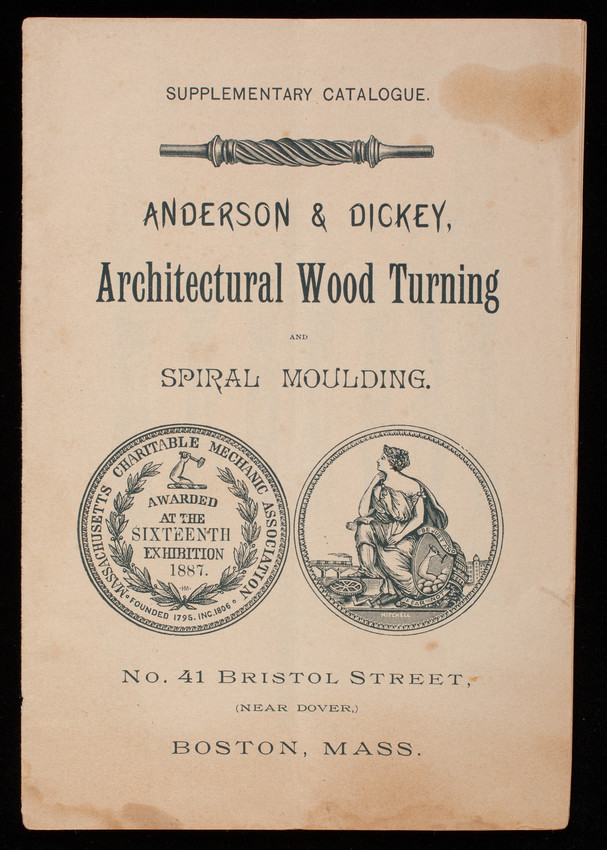 SUPPLEMENTARY CATALOGUE.
ANDERSON & DICKEY,
Architectural Wood Turning
AND
SPIRAL MOULDING.
MASSACHUSETTS CHARITABLE MECHANIC ASSOCIATION
AWARDED
AT THE
SIXTEENTH
EXHIBITION
1887.
• FOUNDED 1795. INC. 1806 •
MITCHELL
No. 41 BRISTOL STREET,
(NEAR DOVER,)
BOSTON, MASS.